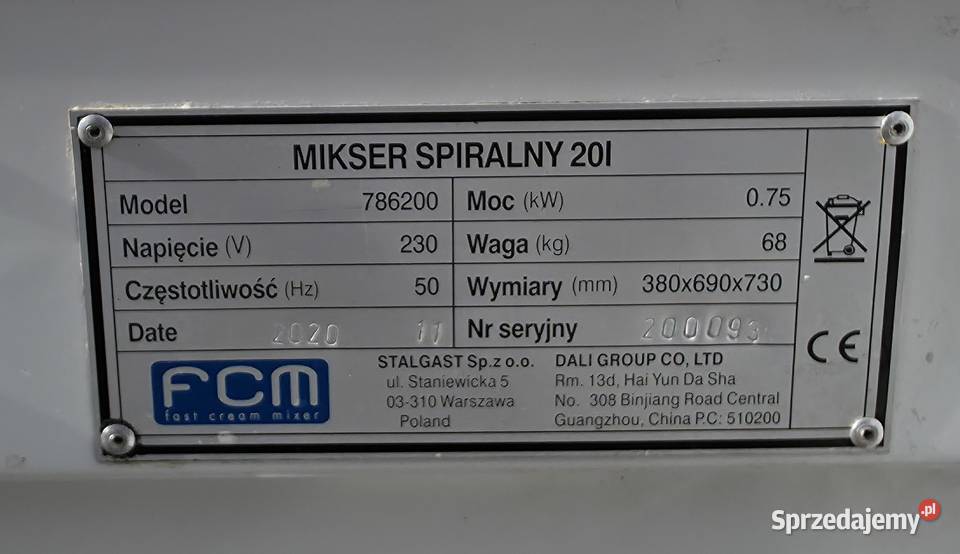 MIKSER SPIRALNY 20l
Model 786200 Moc (kW) 0.75
Napięcie (V) 230 Waga (kg) 68
Częstotliwość (Hz) 50 Wymiary (mm) 380x690x730
Date 2020 11 Nr seryjny 200093
FCM
fast cream mixer
STALGAST Sp.z o.o.
ul. Staniewicka 5
03-310 Warszawa
Poland
DALI GROUP CO, LTD
Rm. 13d, Hai Yun Da Sha
No. 308 Binjiang Road Central
Guangzhou, China P.C: 510200
CE
Sprzedajemy.pl